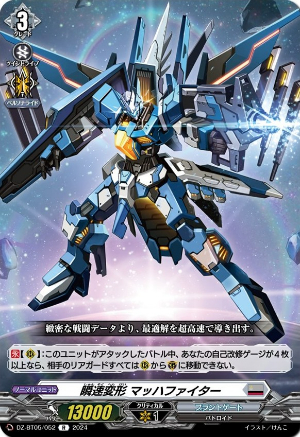 3
グレード
ツインドライブ
ペルソナライド
緻密な戦闘データより、最適解を超高速で導き出す。
【自】【(R)】:このユニットがアタックしたバトル中、あなたの自己改修ゲージが4枚
以上なら、相手のリアガードすべては(R)から(G)に移動できない。
ノーマルユニット
瞬速変形 マッハファイター
パワー 13000
クリティカル
1
ブラントゲート
バトロイド
D-DZ-BT05/052 R 2024
イラスト/けんこ